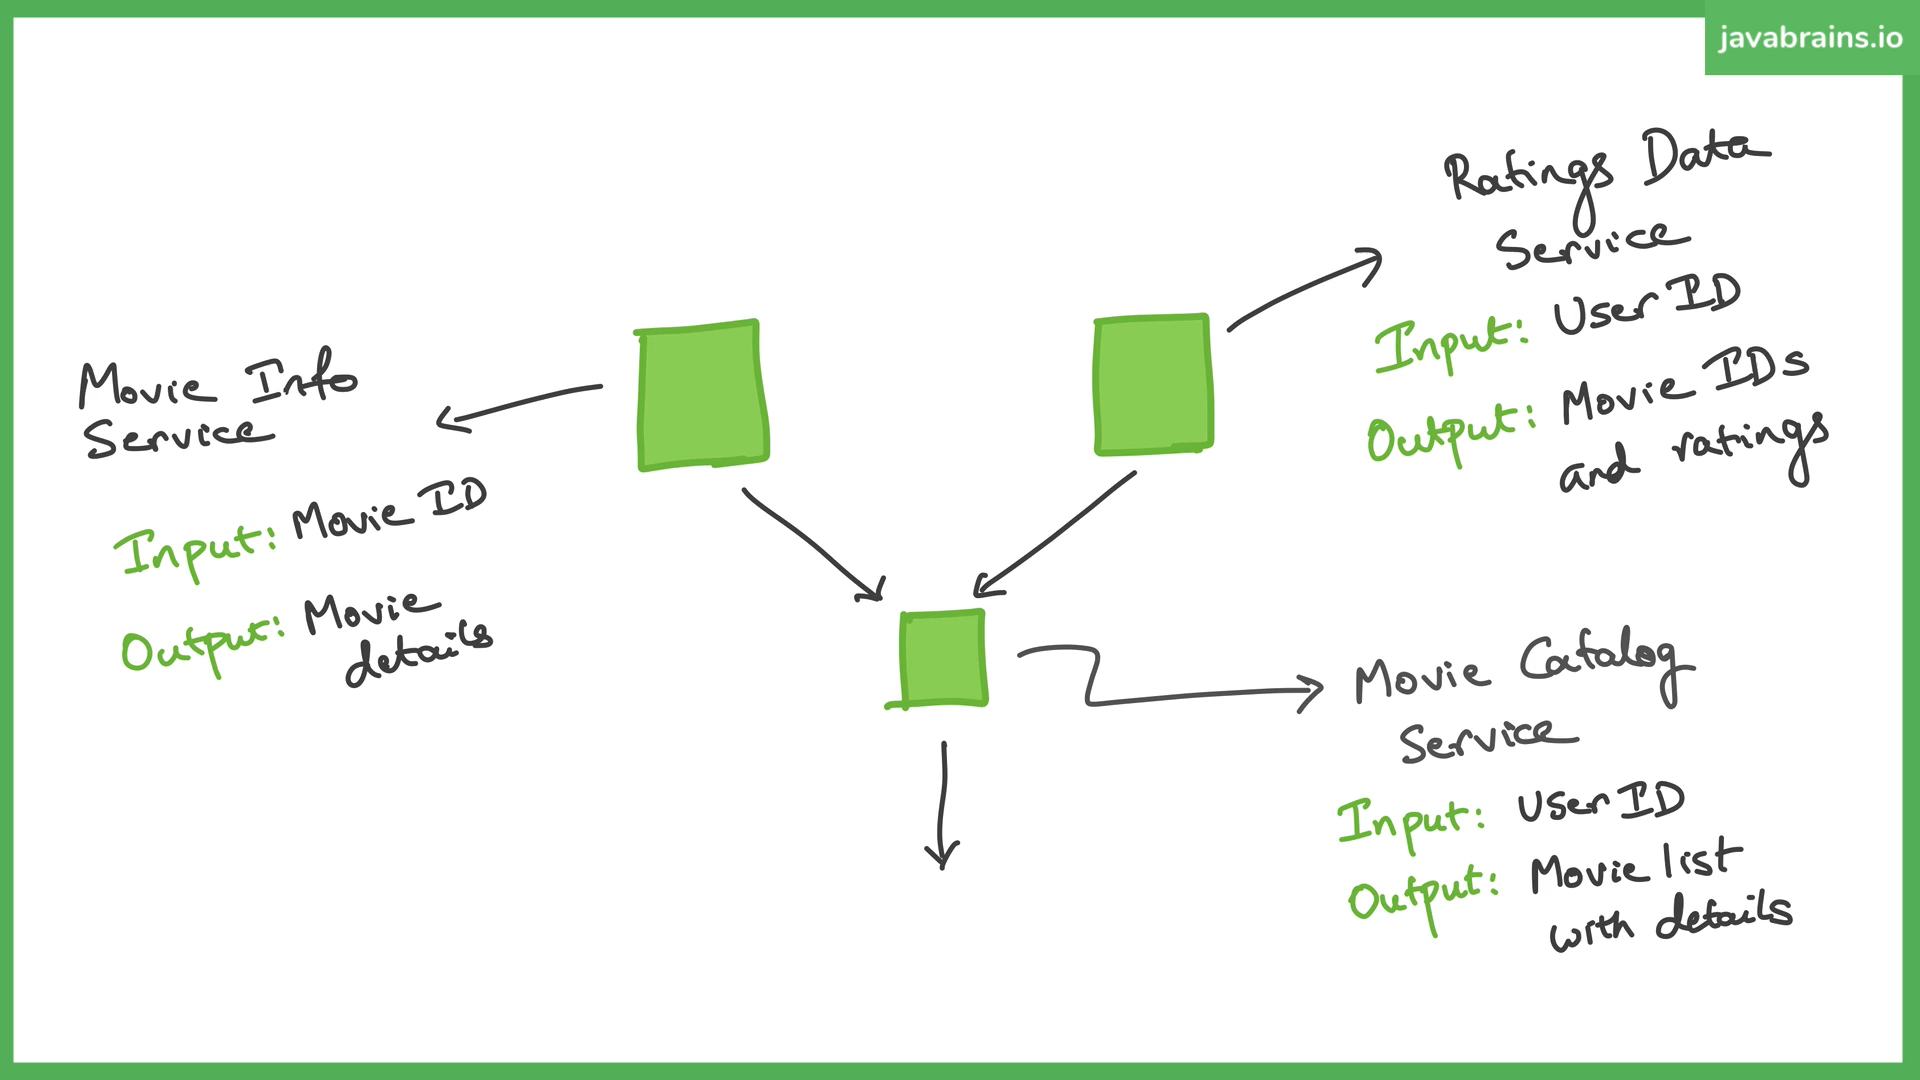 javabrains.io
Movie Info
Service
Input: Movie ID
Output: Movie
details
Ratings Data
Service
Input: User ID
Output: Movie IDs
and ratings
Movie Catalog
Service
Input: User ID
Output: Movie list
with details